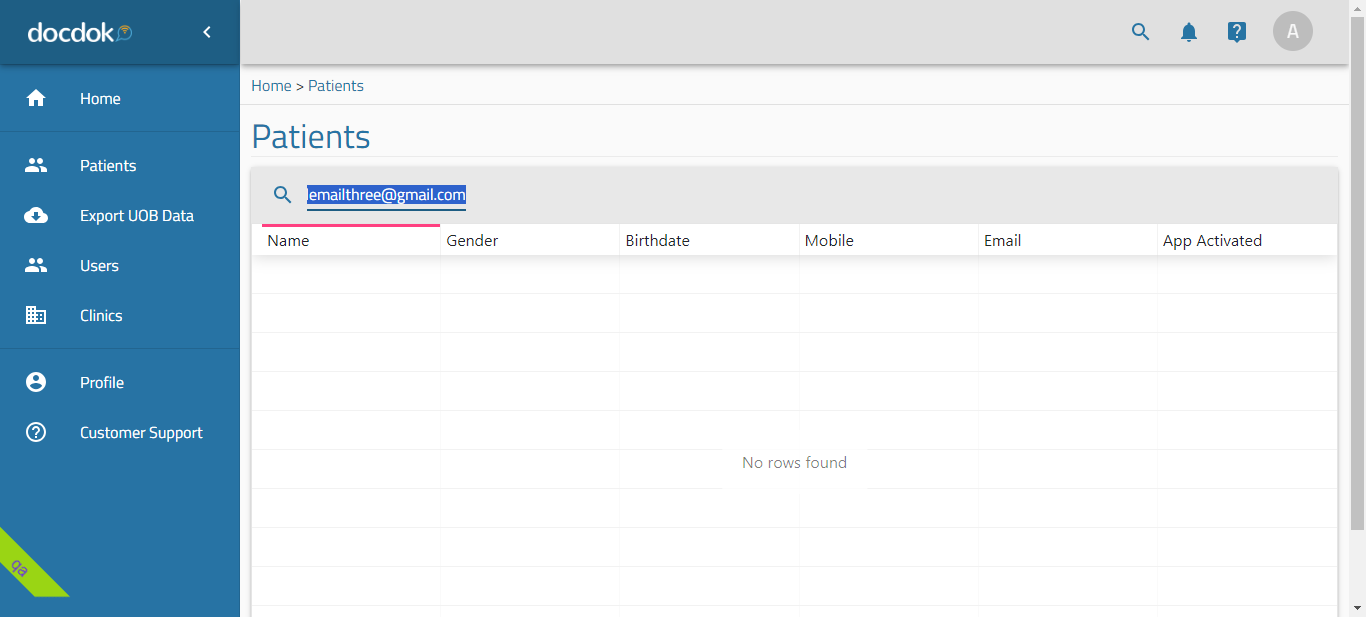 docdok
A
Home
Patients
Export UOB Data
Users
Clinics
Profile
Customer Support
qa
Home > Patients
Patients
emailthree@gmail.com
Name Gender Birthdate Mobile Email App Activated
No rows found